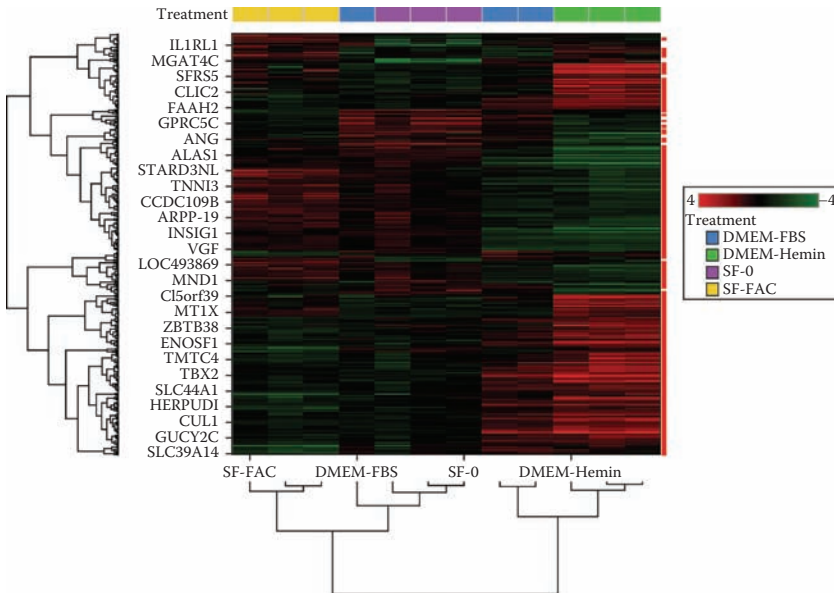 Treatment
IL1RL1
MGAT4C
SFRS5
CLIC2
FAAH2
GPRC5C
ANG
ALAS1
STARD3NL
TNNI3
CCDC109B
ARPP-19
INSIG1
VGF
LOC493869
MND1
Cl5orf39
MT1X
ZBTB38
ENOSF1
TMTC4
TBX2
SLC44A1
HERPUDI
CUL1
GUCY2C
SLC39A14
SF-FAC DMEM-FBS SF-0 DMEM-Hemin
4 –4
Treatment
DMEM-FBS
DMEM-Hemin
SF-0
SF-FAC